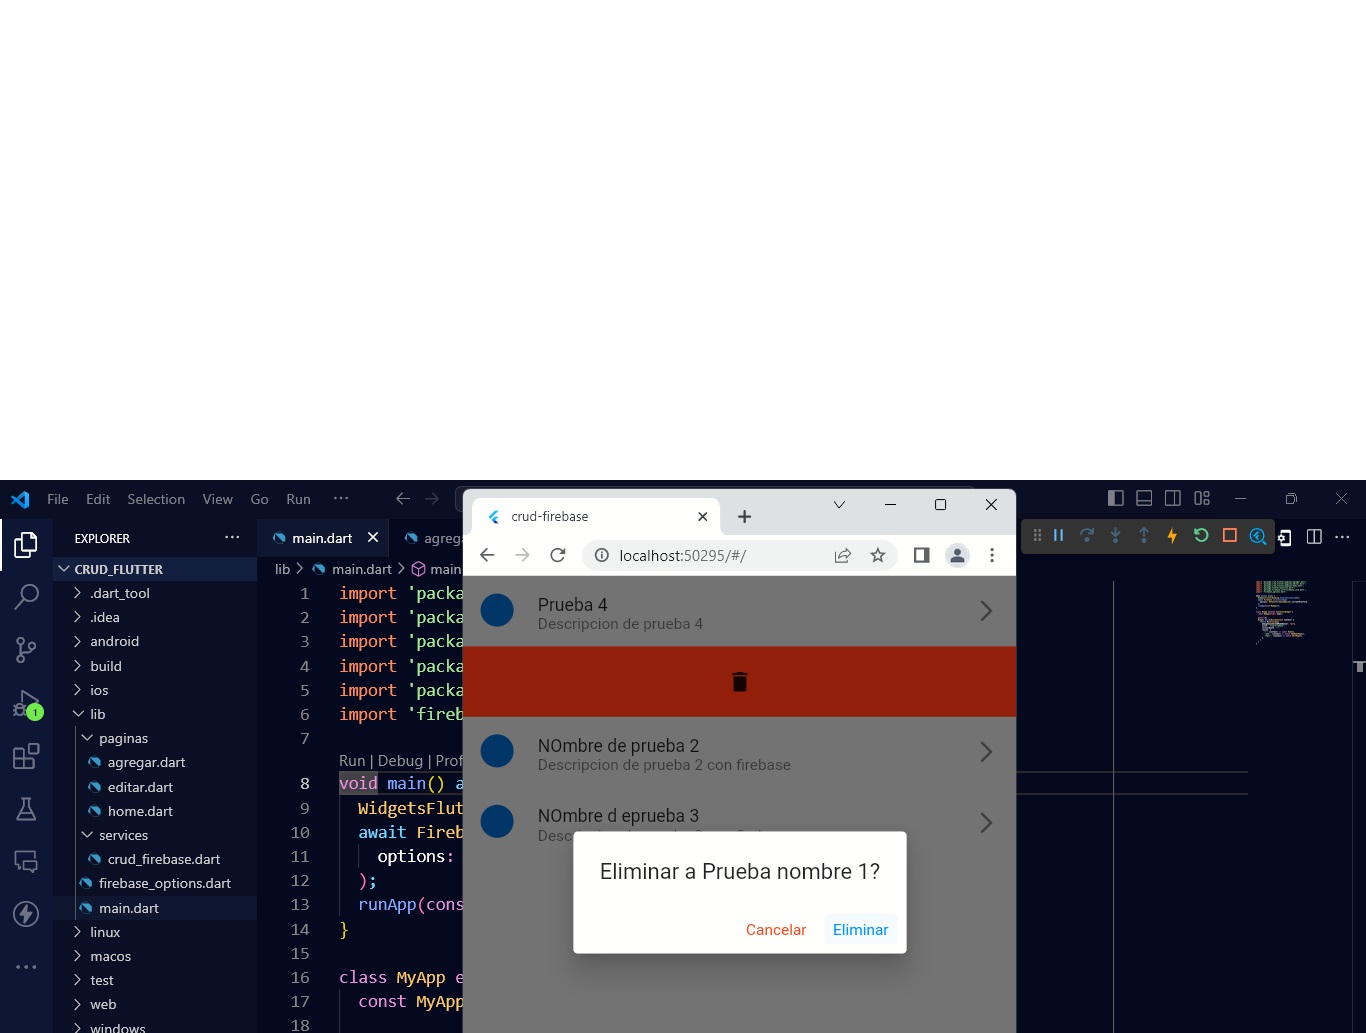 File Edit Selection View Go Run ···
crud-firebase
localhost:50295/#/
EXPLORER
CRUD_FLUTTER
.dart_tool
.idea
android
build
ios
lib
paginas
agregar.dart
editar.dart
home.dart
services
crud_firebase.dart
firebase_options.dart
main.dart
linux
macos
test
web
windows
1
main.dart
agreg
lib > main.dart > main
1 import 'packa
2 import 'packa
3 import 'packa
4 import 'packa
5 import 'packa
6 import 'fireb
7
Run | Debug | Prof
8 void main() a
9 WidgetsFlut
10 await Fireb
11 options:
12 );
13 runApp(cons
14 }
15
16 class MyApp e
17 const MyApp
18
Prueba 4
Descripcion de prueba 4
NOmbre de prueba 2
Descripcion de prueba 2 con firebase
NOmbre d eprueba 3
Desc
Eliminar a Prueba nombre 1?
Cancelar Eliminar